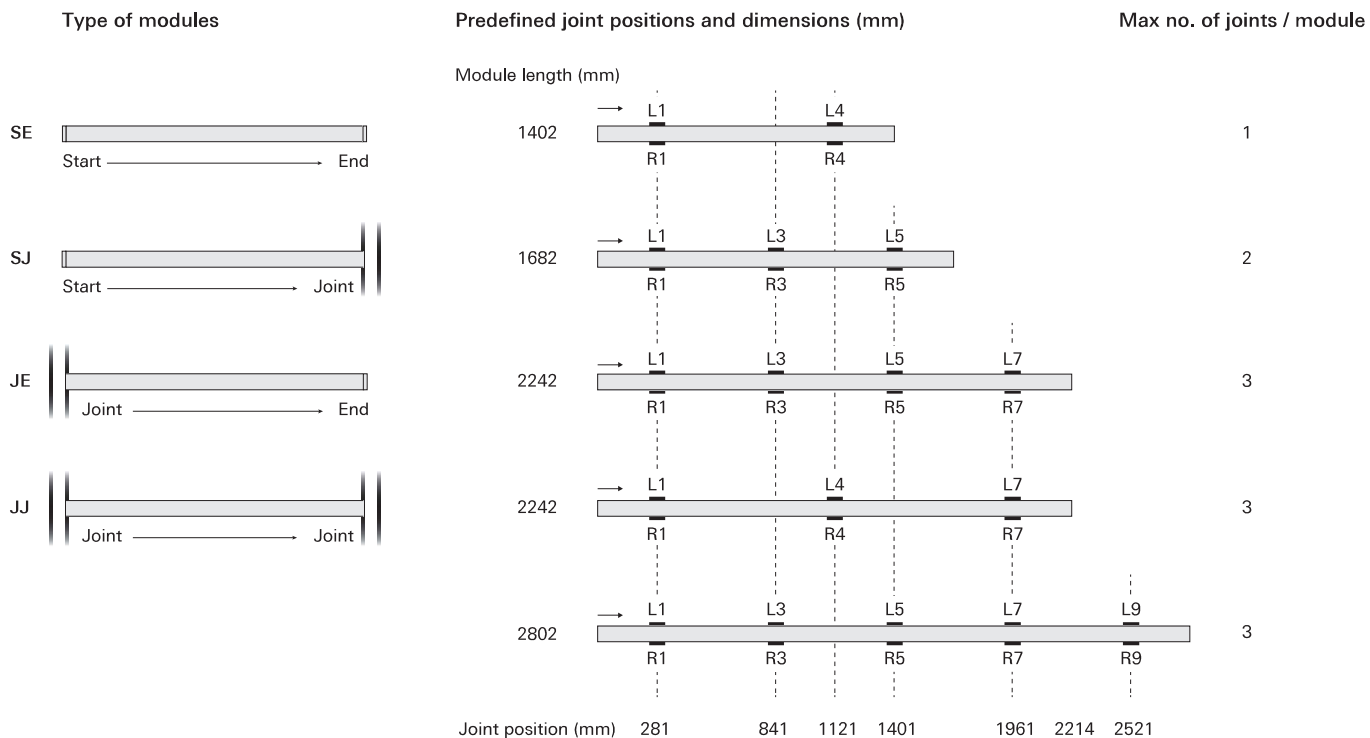 Type of modules Predefined joint positions and dimensions (mm) Max no. of joints / module
Module length (mm)
L1 L4
SE 1402 1
Start End R1 R4
L1 L3 L5
SJ 1682 2
Start Joint R1 R3 R5
L1 L3 L5 L7
JE 2242 3
Joint End R1 R3 R5 R7
L1 L4 L7
JJ 2242 3
Joint Joint R1 R4 R7
L1 L3 L5 L7 L9
2802 3
R1 R3 R5 R7 R9
Joint position (mm) 281 841 1121 1401 1961 2214 2521